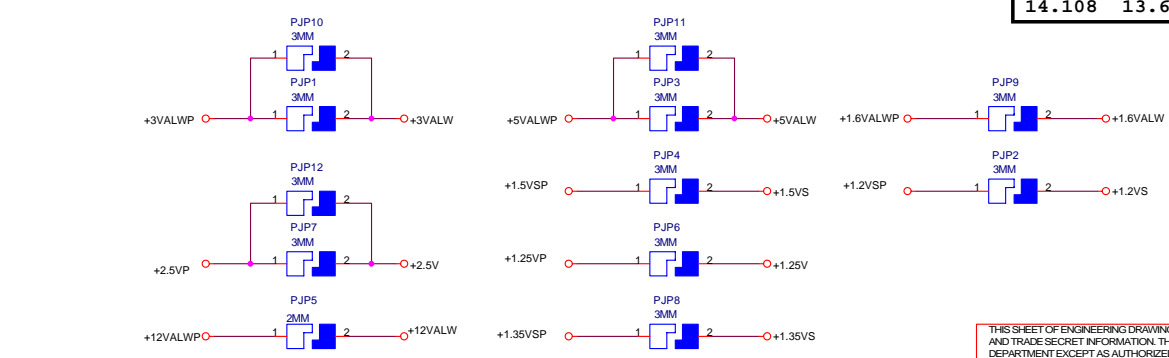 14.108 13.6
PJP10
3MM
1 2
PJP1
3MM
+3VALWP 1 2 +3VALW
PJP12
3MM
1 2
PJP7
3MM
+2.5VP 1 2 +2.5V
PJP5
2MM
+12VALWP 1 2 +12VALW
PJP11
3MM
1 2
PJP3
3MM
+5VALWP 1 2 +5VALW
PJP4
3MM
+1.5VSP 1 2 +1.5VS
PJP6
3MM
+1.25VP 1 2 +1.25V
PJP8
3MM
+1.35VSP 1 2 +1.35VS
PJP9
3MM
+1.6VALWP 1 2 +1.6VALW
PJP2
3MM
+1.2VSP 1 2 +1.2VS
THIS SHEET OF ENGINEERING DRAWING
AND TRADE SECRET INFORMATION. TH
DEPARTMENT EXCEPT AS AUTHORIZE